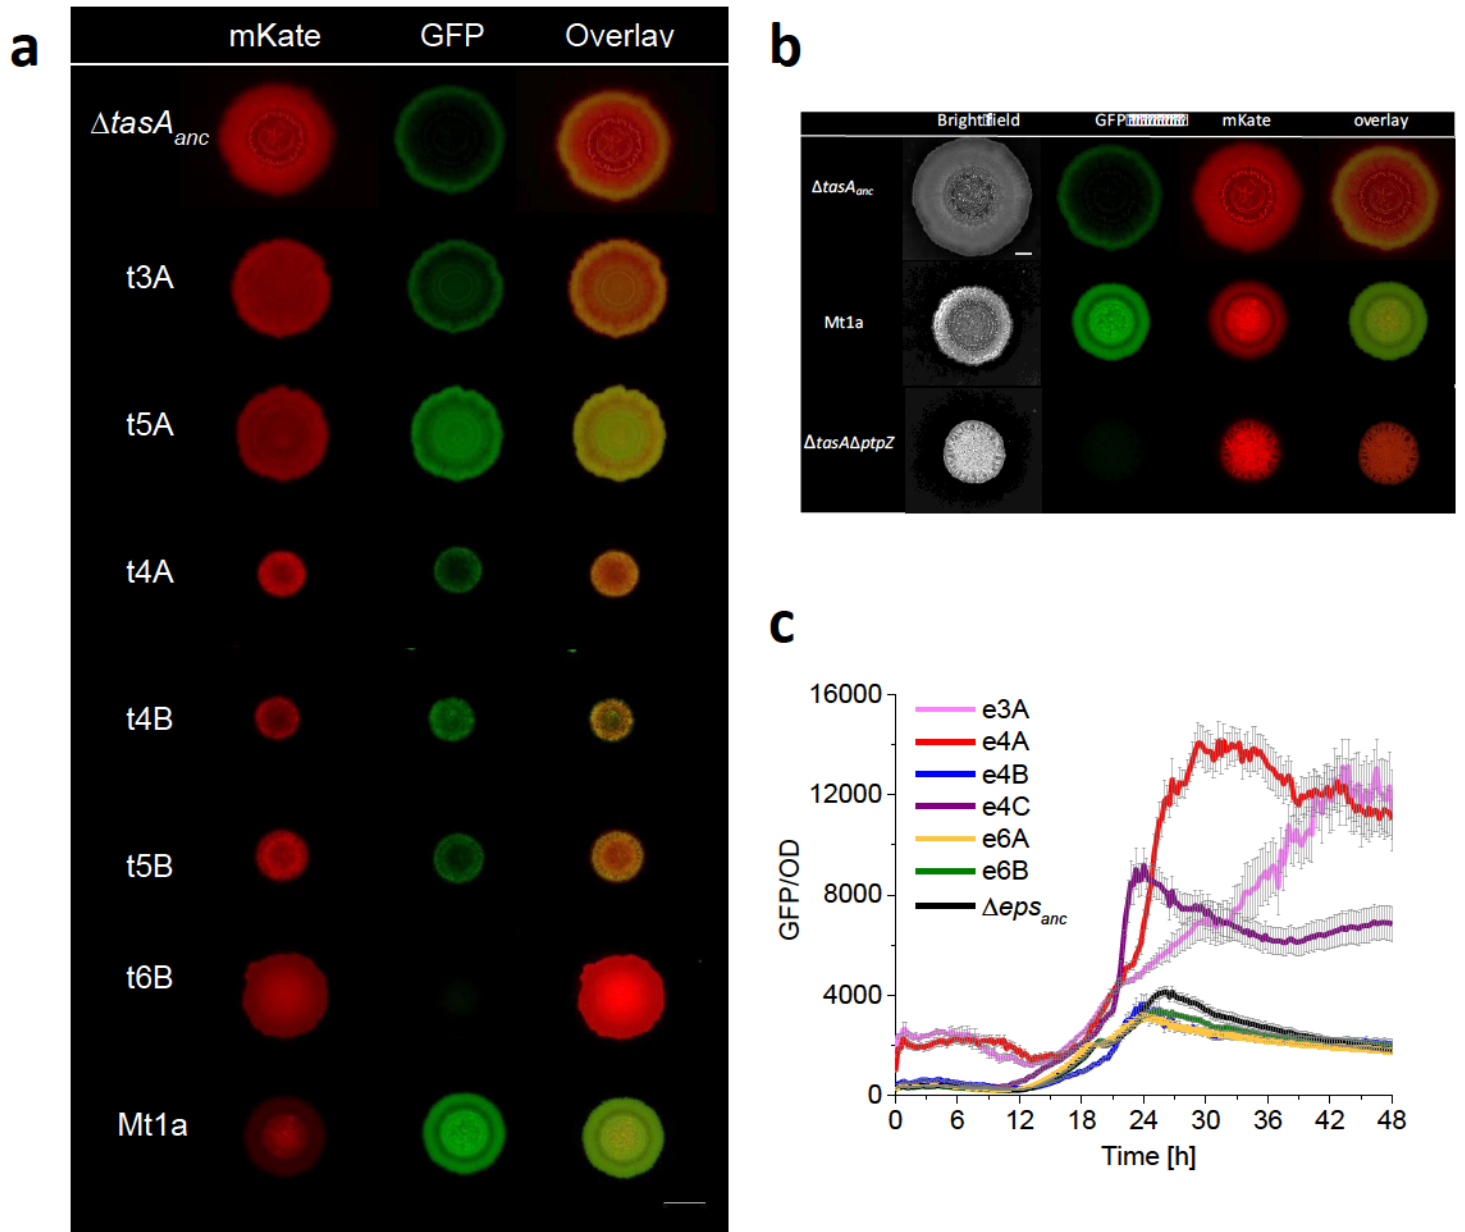 a
mKate GFP Overlay
ΔtasAanc
t3A
t5A
t4A
t4B
t5B
t6B
Mt1a
b
Brightfield GFP mKate overlay
ΔtasAanc
Mt1a
ΔtasAΔptpZ
c
16000
12000
8000
4000
0
GFP/OD
e3A
e4A
e4B
e4C
e6A
e6B
Δepsanc
0 6 12 18 24 30 36 42 48
Time [h]